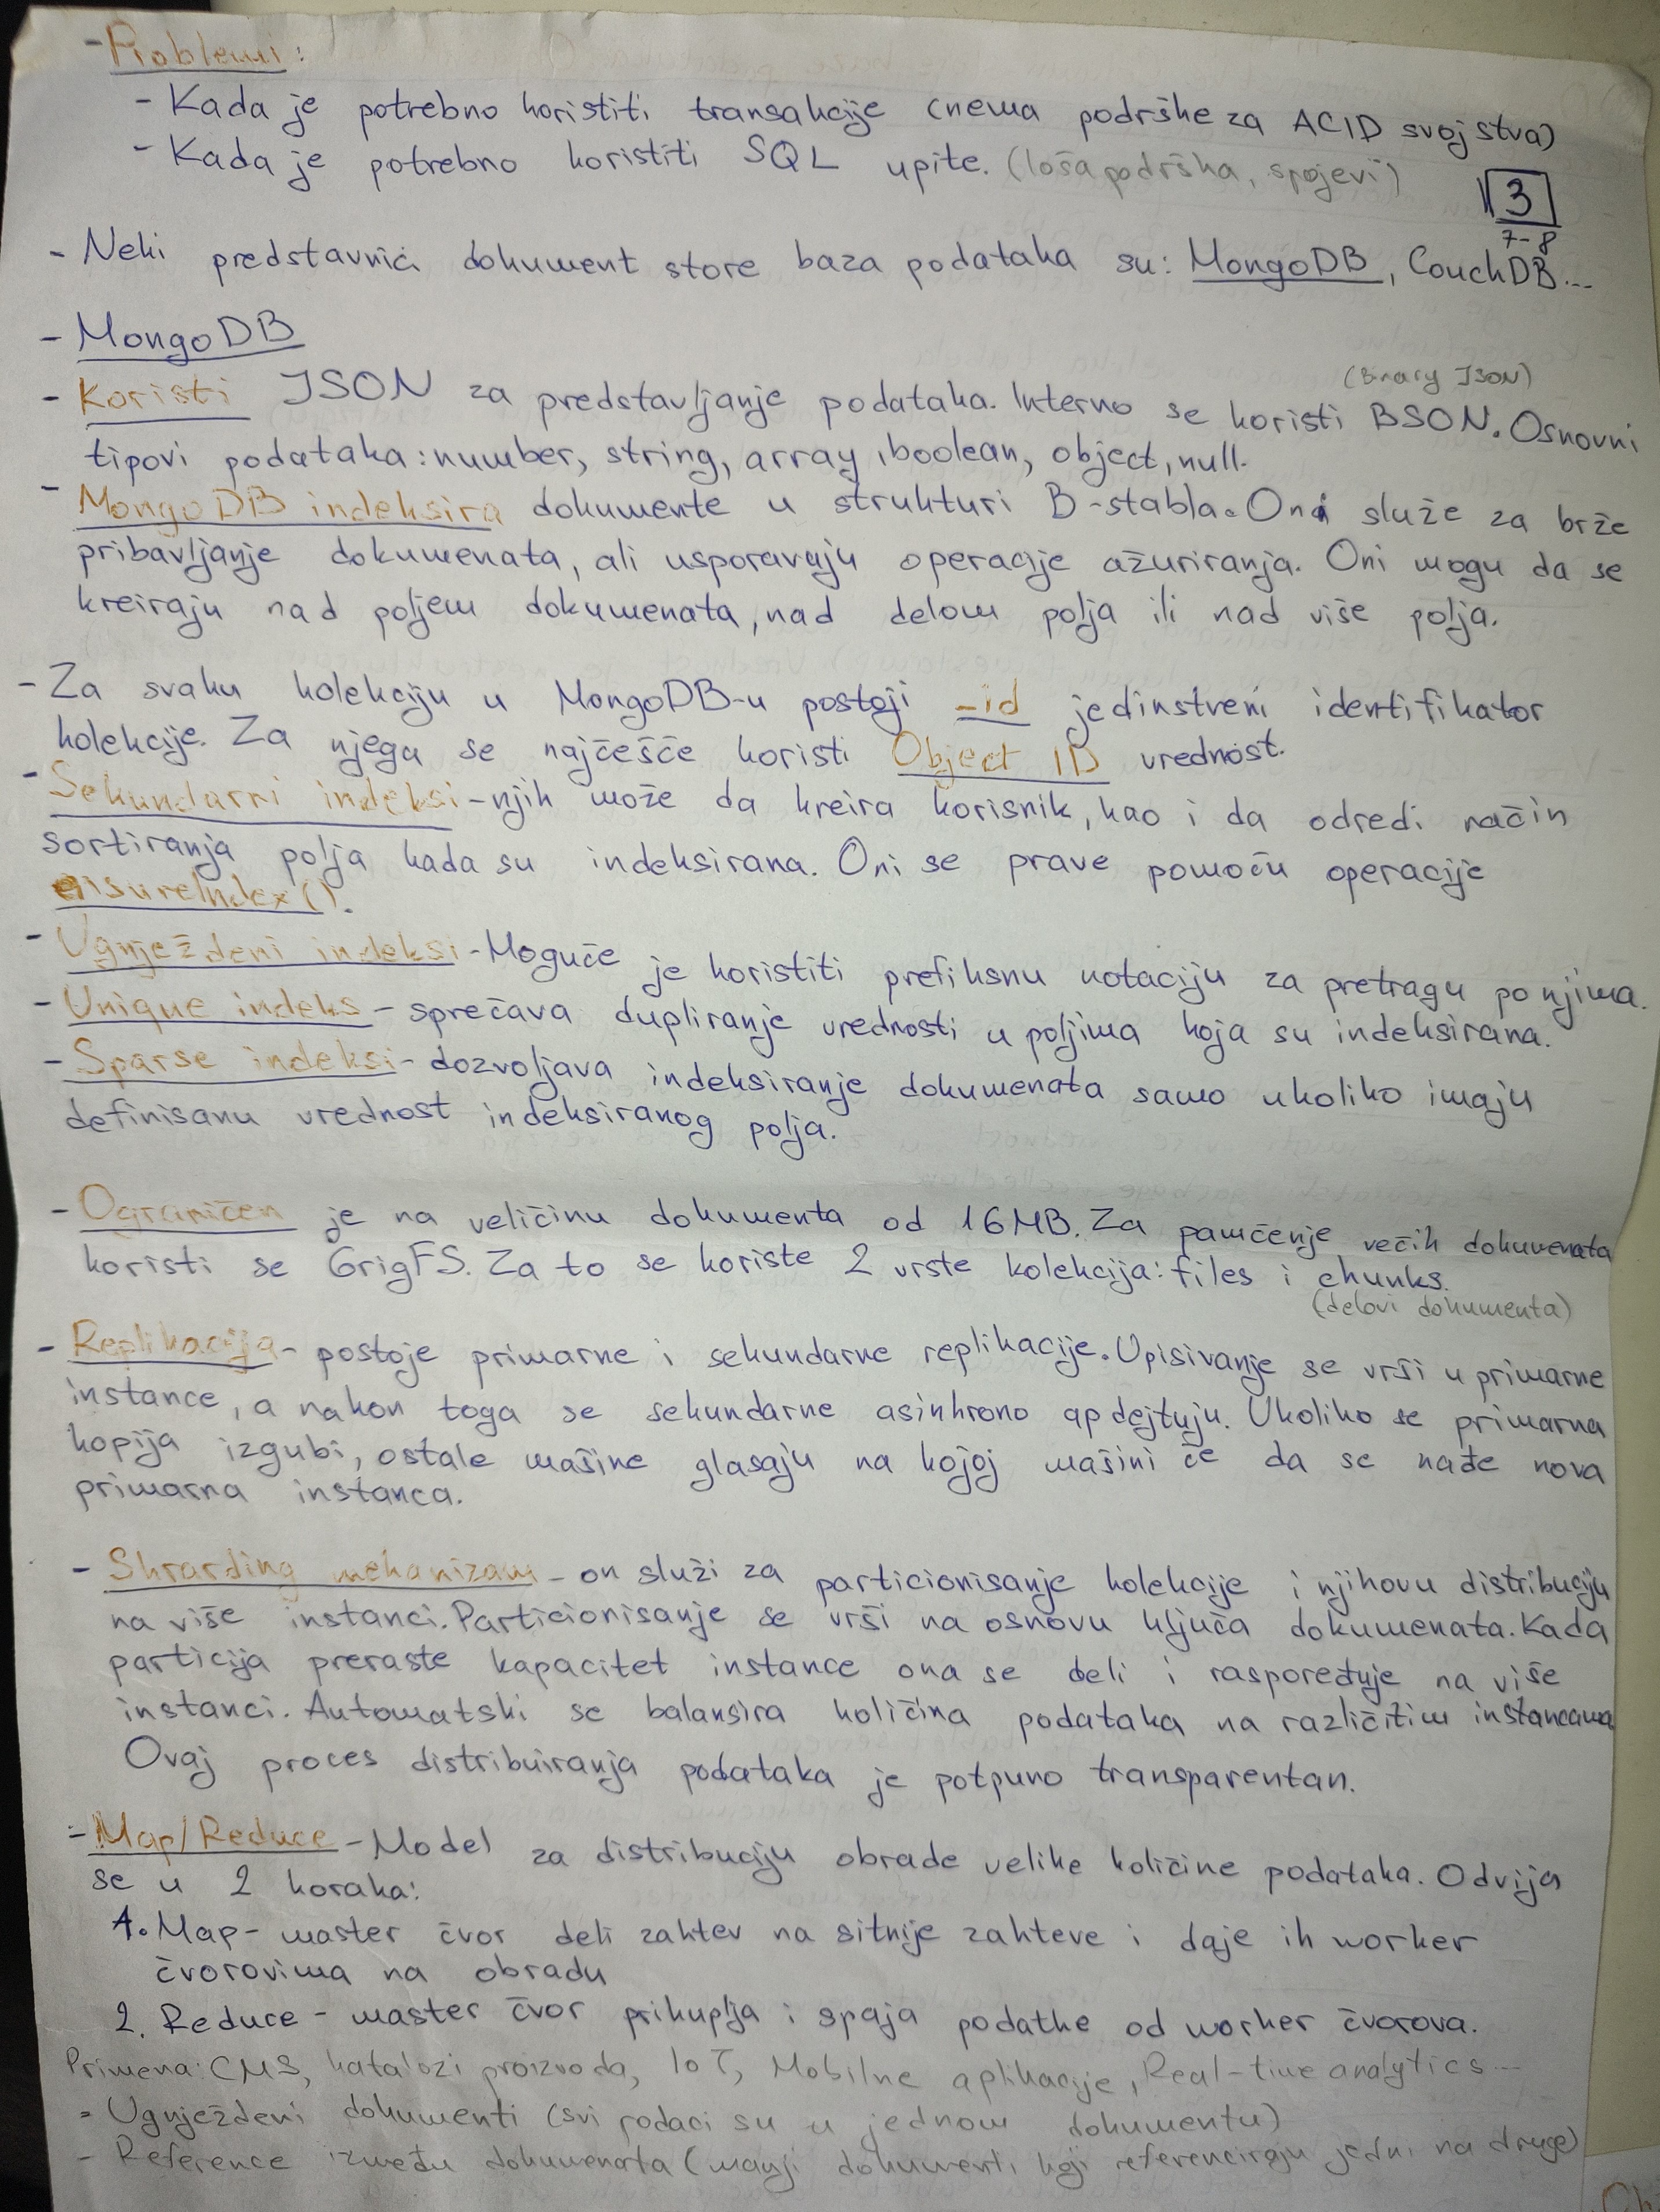 - Problemi:
- Kada je potrebno koristiti transakcije (nema podrške za ACID svojstva)
- Kada je potrebno koristiti SQL upite. (loša podrška, spojevi)
3
7-8
- Neki predstavnici dokument store baza podataka su: MongoDB, CouchDB...
- MongoDB
(Binary JSON)
- Koristi JSON za predstavljanje podataka. Interno se koristi BSON. Osnovni
tipovi podataka: number, string, array, boolean, object, null.
- MongoDB indeksira dokumente u strukturi B-stabla. Oni služe za brže
pribavljanje dokumenata, ali usporavaju operacije ažuriranja. Oni mogu da se
kreiraju nad poljem dokumenata, nad delom polja ili nad više polja.
- Za svaku kolekciju u MongoDB-u postoji _id jedinstveni identifikator
kolekcije. Za njega se najčešće koristi Object ID vrednost.
- Sekundarni indeksi - njih može da kreira korisnik, kao i da odredi način
sortiranja polja kada su indeksirana. Oni se prave pomoću operacije
ensureIndex().
- Ugnježdeni indeksi - Moguće je koristiti prefiksnu notaciju za pretragu po njima.
- Unique indeks - sprečava dupliranje vrednosti u poljima koja su indeksirana.
- Sparse indeksi - dozvoljava indeksiranje dokumenata samo ukoliko imaju
definisanu vrednost indeksiranog polja.
- Ograničen je na veličinu dokumenta od 16MB. Za pamćenje većih dokumenata
koristi se GrigFS. Za to se koriste 2 vrste kolekcija: files i chunks.
(delovi dokumenta)
- Replikacija - postoje primarne i sekundarne replikacije. Upisivanje se vrši u primarne
instance, a nakon toga se sekundarne asinhrono apdejtuju. Ukoliko se primarna
kopija izgubi, ostale mašine glasaju na kojoj mašini će da se nađe nova
primarna instanca.
- Shrarding mehanizam - on služi za particionisanje kolekcije i njihovu distribuciju
na više instanci. Particionisanje se vrši na osnovu ključa dokumenata. Kada
particija preraste kapacitet instance ona se deli i raspoređuje na više
instanci. Automatski se balansira količina podataka na različitim instancama
Ovaj proces distribuiranja podataka je potpuno transparentan.
- Map/Reduce - Model za distribuciju obrade velike količine podataka. Odvija
se u 2 koraka:
1. Map - master čvor deli zahtev na sitnije zahteve i daje ih worker
čvorovima na obradu
2. Reduce - master čvor prikuplja i spaja podatke od worker čvorova.
Primena: CMS, katalozi proizvoda, IoT, Mobilne aplikacije, Real-time analytics...
- Ugnježdeni dokumenti (svi podaci su u jednom dokumentu)
- Reference između dokumenata (manji dokumenti koji referenciraju jedni na druge)